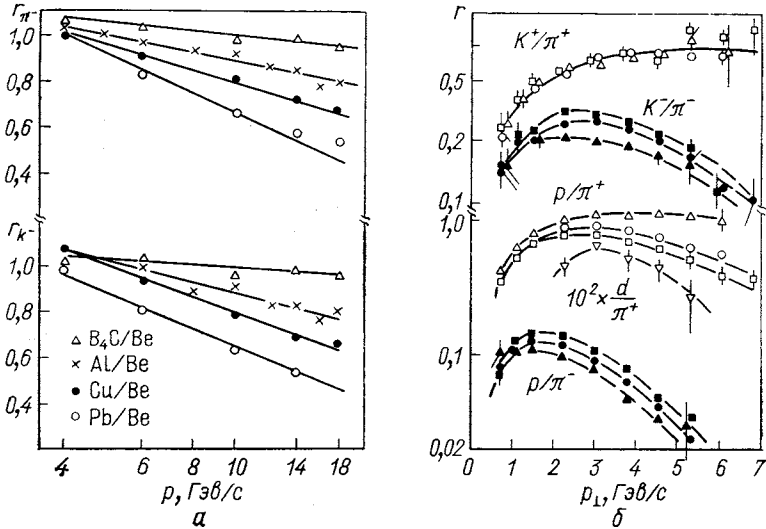 r_π-
1,0
0,8
0,6
0,4
r_K-
1,0
0,8
0,6
0,4
△ B₄C/Be
× Al/Be
● Cu/Be
○ Pb/Be
4 6 8 10 14 18
p, Гэв/с
а
r
K⁺/π⁺
0,5
K⁻/π⁻
0,2
0,1
p/π⁺
1,0
10² × d/π⁺
0,1
p/π⁻
0,02
0 1 2 3 4 5 6 7
p⊥, Гэв/с
б